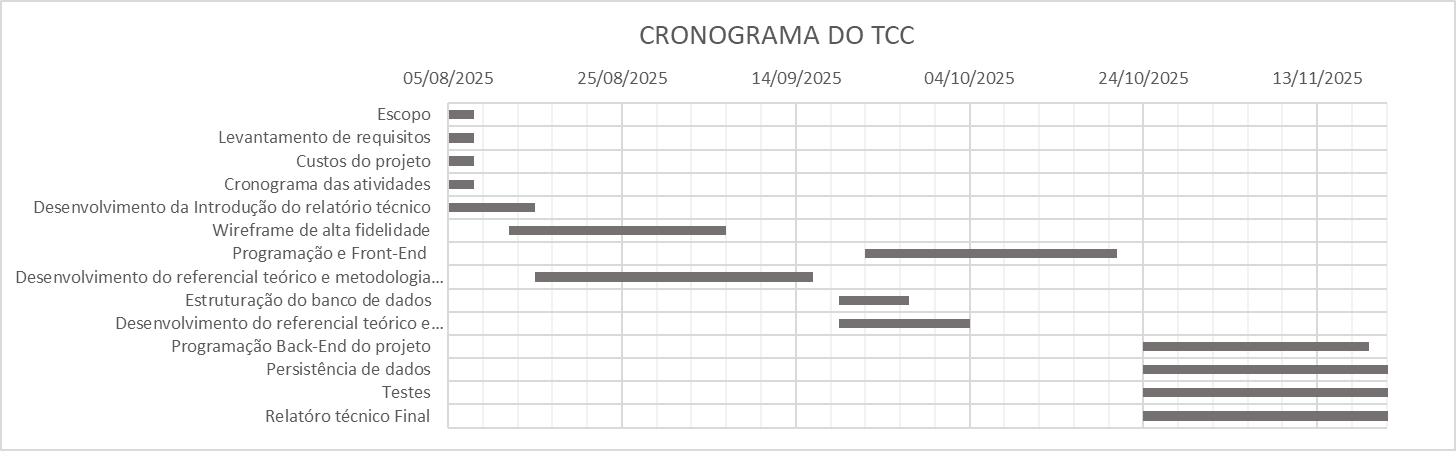 CRONOGRAMA DO TCC
05/08/2025 25/08/2025 14/09/2025 04/10/2025 24/10/2025 13/11/2025
Escopo
Levantamento de requisitos
Custos do projeto
Cronograma das atividades
Desenvolvimento da Introdução do relatório técnico
Wireframe de alta fidelidade
Programação e Front-End
Desenvolvimento do referencial teórico e metodologia...
Estruturação do banco de dados
Desenvolvimento do referencial teórico e...
Programação Back-End do projeto
Persistência de dados
Testes
Relatóro técnico Final